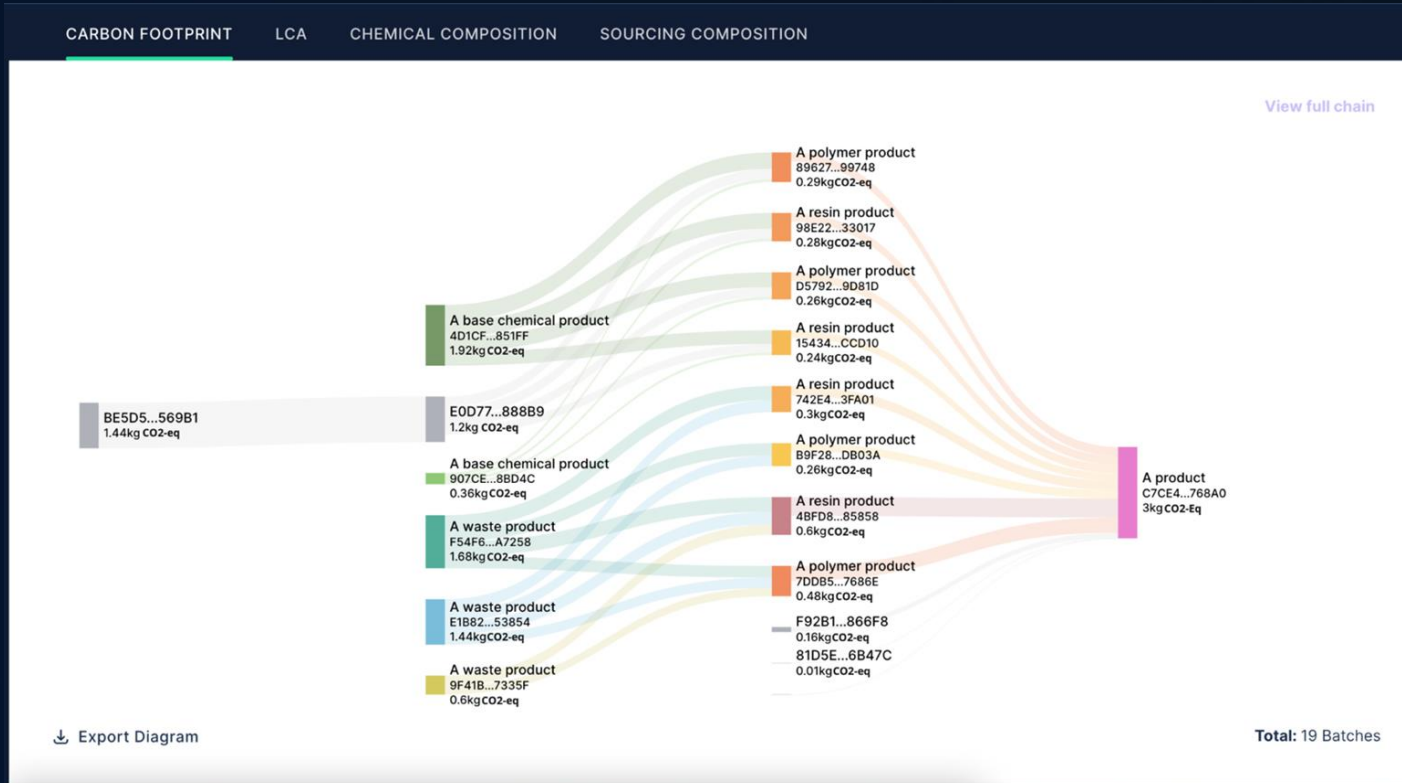 CARBON FOOTPRINT LCA CHEMICAL COMPOSITION SOURCING COMPOSITION
View full chain
BE5D5...569B1
1.44kg CO2-eq
A base chemical product
4D1CF...851FF
1.92kgCO2-eq
E0D77...888B9
1.2kg CO2-eq
A base chemical product
907CE...8BD4C
0.36kgCO2-eq
A waste product
F54F6...A7258
1.68kgCO2-eq
A waste product
E1B82...53854
1.44kgCO2-eq
A waste product
9F41B...7335F
0.6kgCO2-eq
A polymer product
89627...99748
0.29kgCO2-eq
A resin product
98E22...33017
0.28kgCO2-eq
A polymer product
D5792...9D81D
0.26kgCO2-eq
A resin product
15434...CCD10
0.24kgCO2-eq
A resin product
742E4...3FA01
0.3kgCO2-eq
A polymer product
B9F28...DB03A
0.26kgCO2-eq
A resin product
4BFD8...85858
0.6kgCO2-eq
A polymer product
7DDB5...7686E
0.48kgCO2-eq
F92B1...866F8
0.16kgCO2-eq
81D5E...6B47C
0.01kgCO2-eq
A product
C7CE4...768A0
3kgCO2-Eq
Export Diagram
Total: 19 Batches